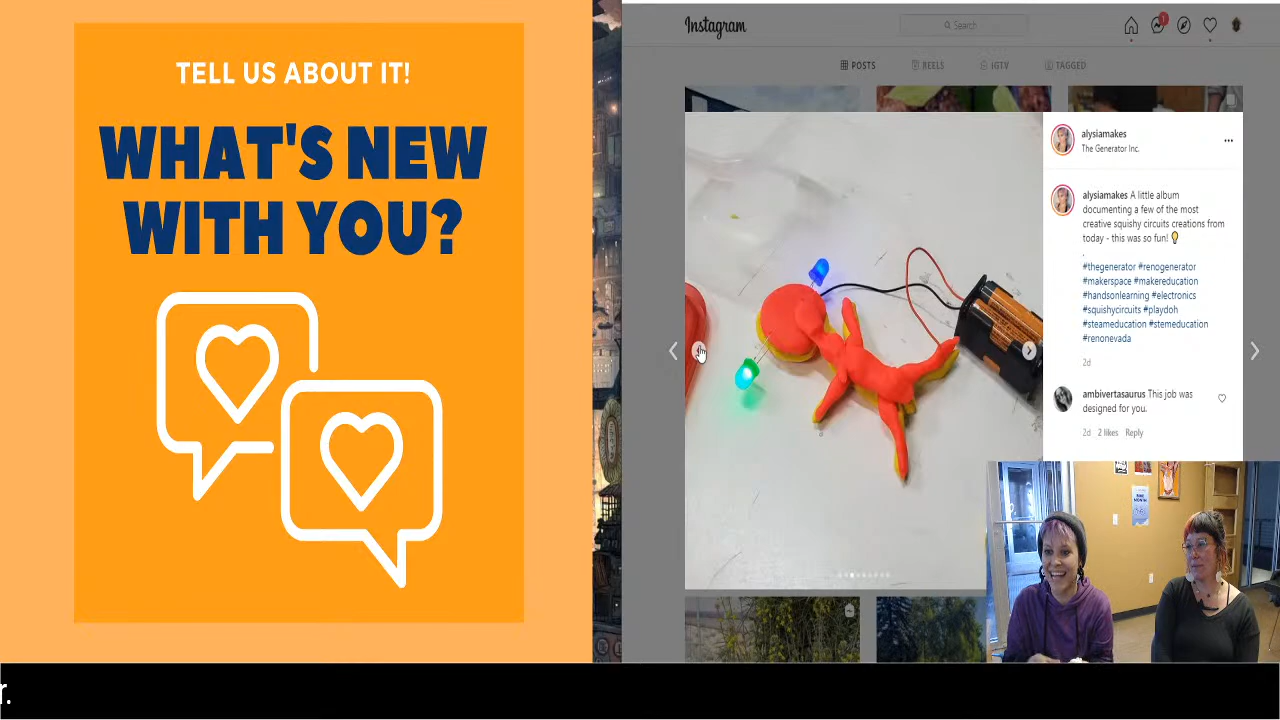 TELL US ABOUT IT!
WHAT'S NEW
WITH YOU?
Instagram
Search
1
POSTS
REELS
IGTV
TAGGED
alysiamakes
The Generator Inc.
alysiamakes A little album
documenting a few of the most
creative squishy circuits creations from
today - this was so fun!
.
#thegenerator #renogenerator
#makerspace #makereducation
#handsonlearning #electronics
#squishycircuits #playdoh
#steameducation #stemeducation
#renonevada
2d
ambivertasaurus This job was
designed for you.
2d 2 likes Reply
r.